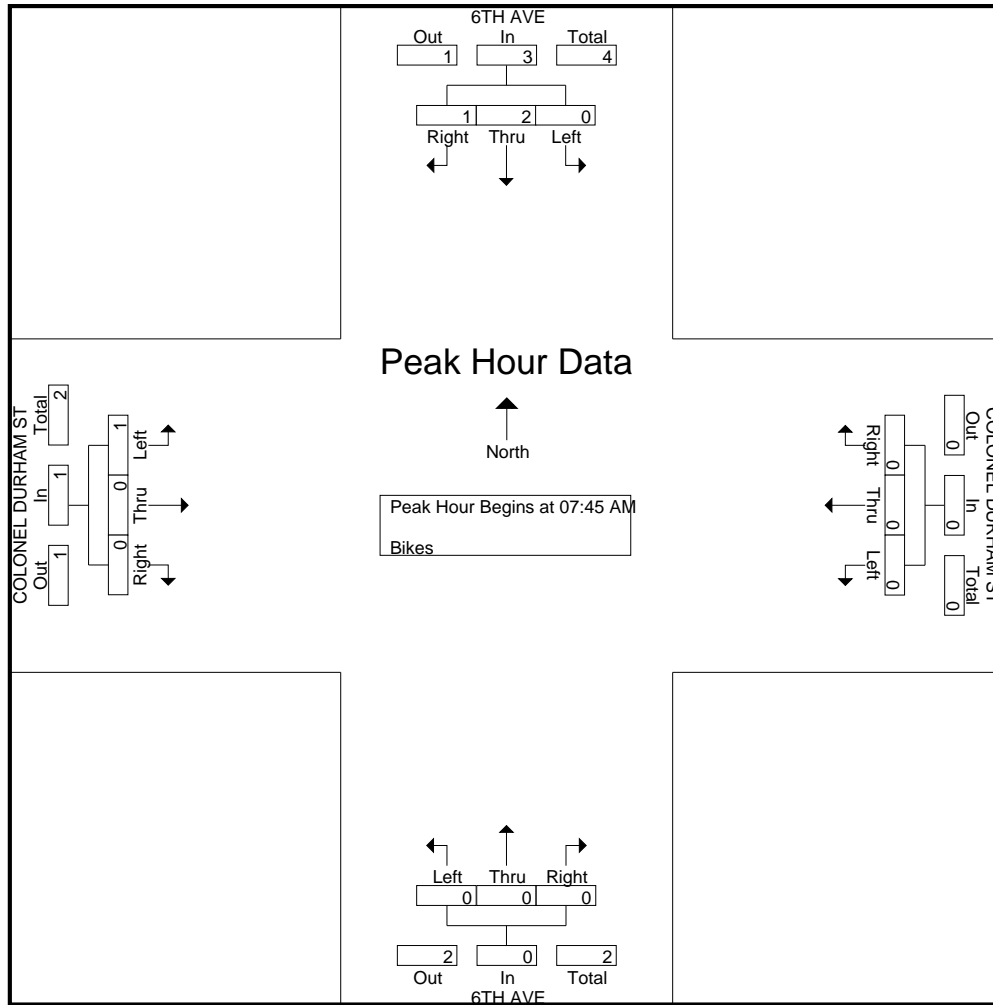 6TH AVE
Out In Total
1 3 4
1 2 0
Right Thru Left
Peak Hour Data
North
Peak Hour Begins at 07:45 AM
Bikes
COLONEL DURHAM ST
Total In Out
2 1 1
1 0 0
Left Thru Right
COLONEL DURHAM ST
Out In Total
0 0 0
0 0 0
Right Thru Left
Left Thru Right
0 0 0
2 0 2
Out In Total
6TH AVE